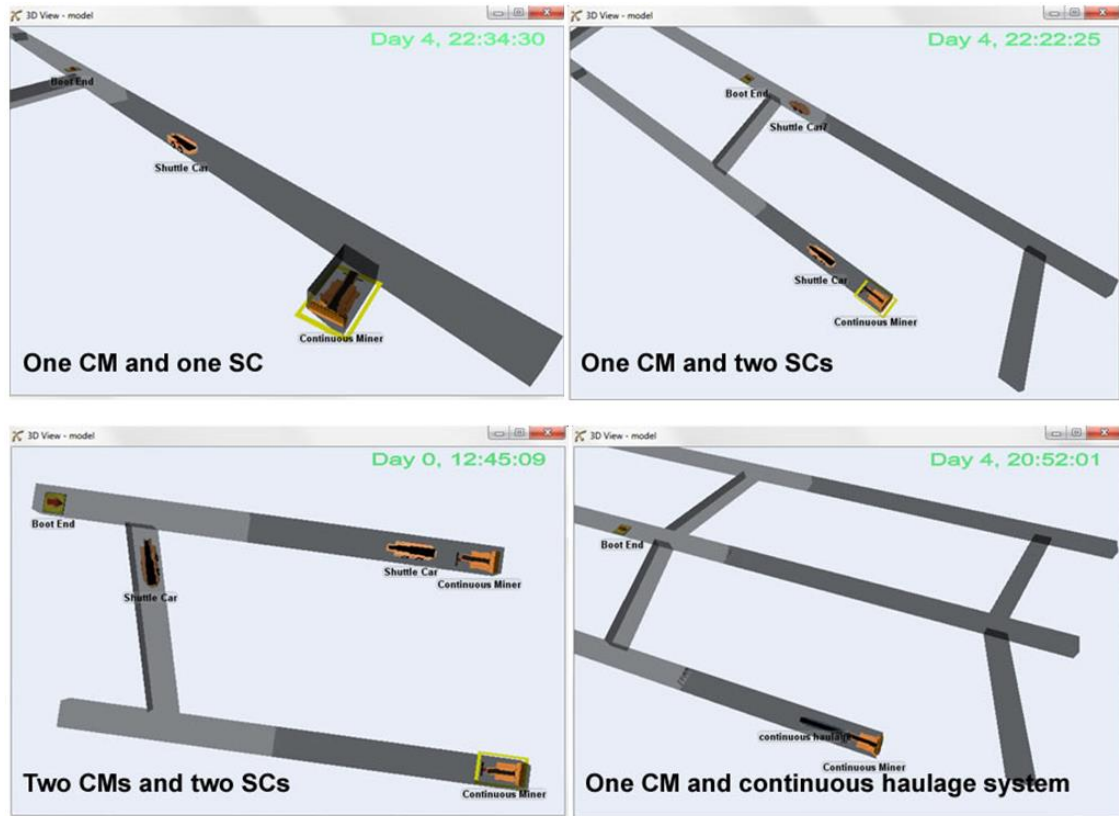 3D View - model
Day 4, 22:34:30
Boot End
Shuttle Car
Continuous Miner
One CM and one SC
3D View - model
Day 4, 22:22:25
Boot End
Shuttle Car7
Shuttle Car
Continuous Miner
One CM and two SCs
3D View - model
Day 0, 12:45:09
Boot End
Shuttle Car
Continuous Miner
Shuttle Car
Two CMs and two SCs
Continuous Miner
3D View - model
Day 4, 20:52:01
Boot End
continuous haulage
Continuous Miner
One CM and continuous haulage system